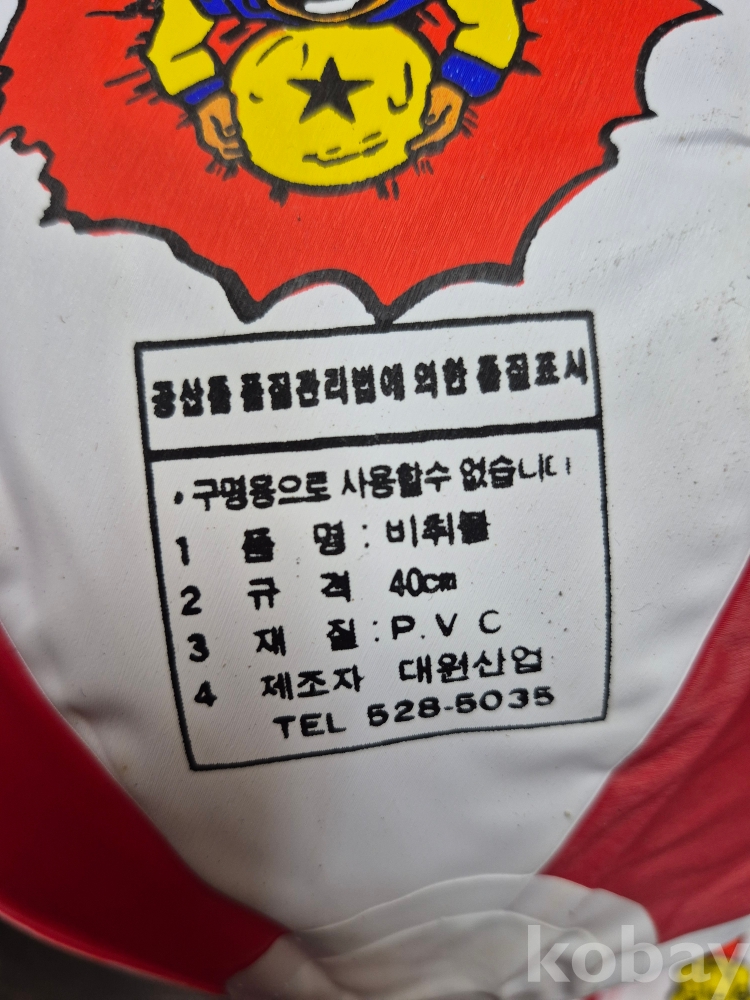 공산품 품질관리법에 의한 품질표시
· 구명용으로 사용할수 없습니다
1 품 명 : 비취볼
2 규 격 40cm
3 재 질 : P.V C
4 제조자 대원산업
TEL 528-5035
kobay